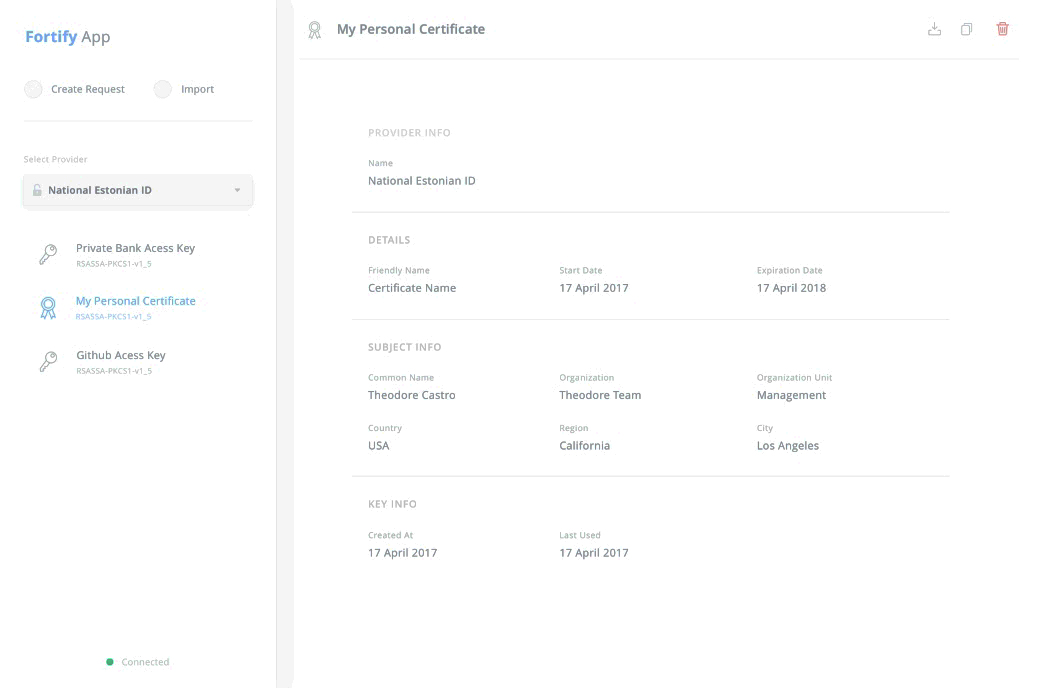 Fortify App
Create Request
Import
Select Provider
National Estonian ID
Private Bank Acess Key
RSASSA-PKCS1-v1_5
My Personal Certificate
RSASSA-PKCS1-v1_5
Github Acess Key
RSASSA-PKCS1-v1_5
Connected
My Personal Certificate
PROVIDER INFO
Name
National Estonian ID
DETAILS
Friendly Name Start Date Expiration Date
Certificate Name 17 April 2017 17 April 2018
SUBJECT INFO
Common Name Organization Organization Unit
Theodore Castro Theodore Team Management
Country Region City
USA California Los Angeles
KEY INFO
Created At Last Used
17 April 2017 17 April 2017